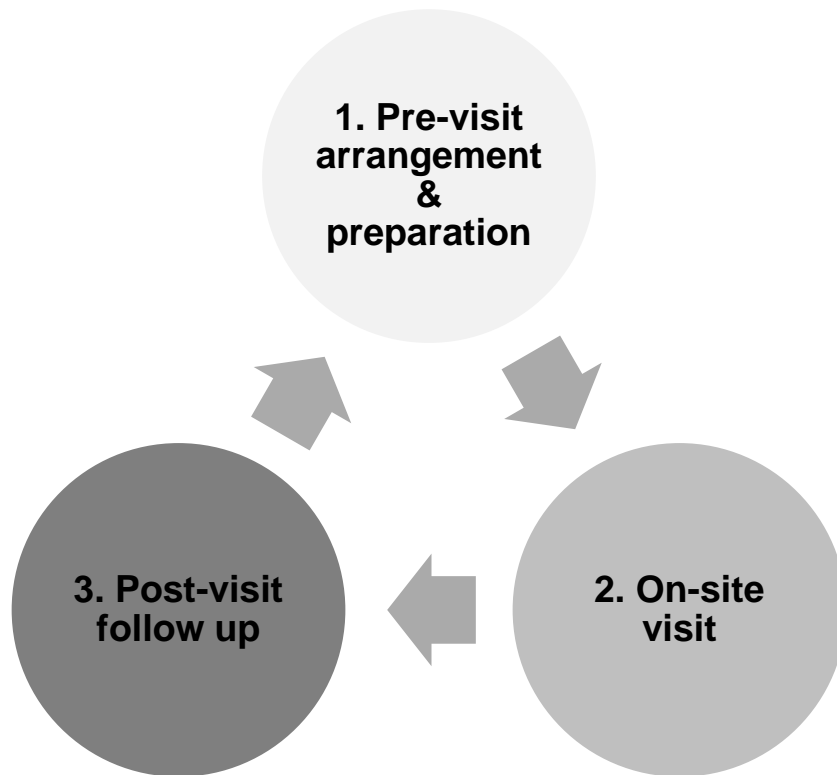 1. Pre-visit
arrangement
&
preparation
2. On-site
visit
3. Post-visit
follow up